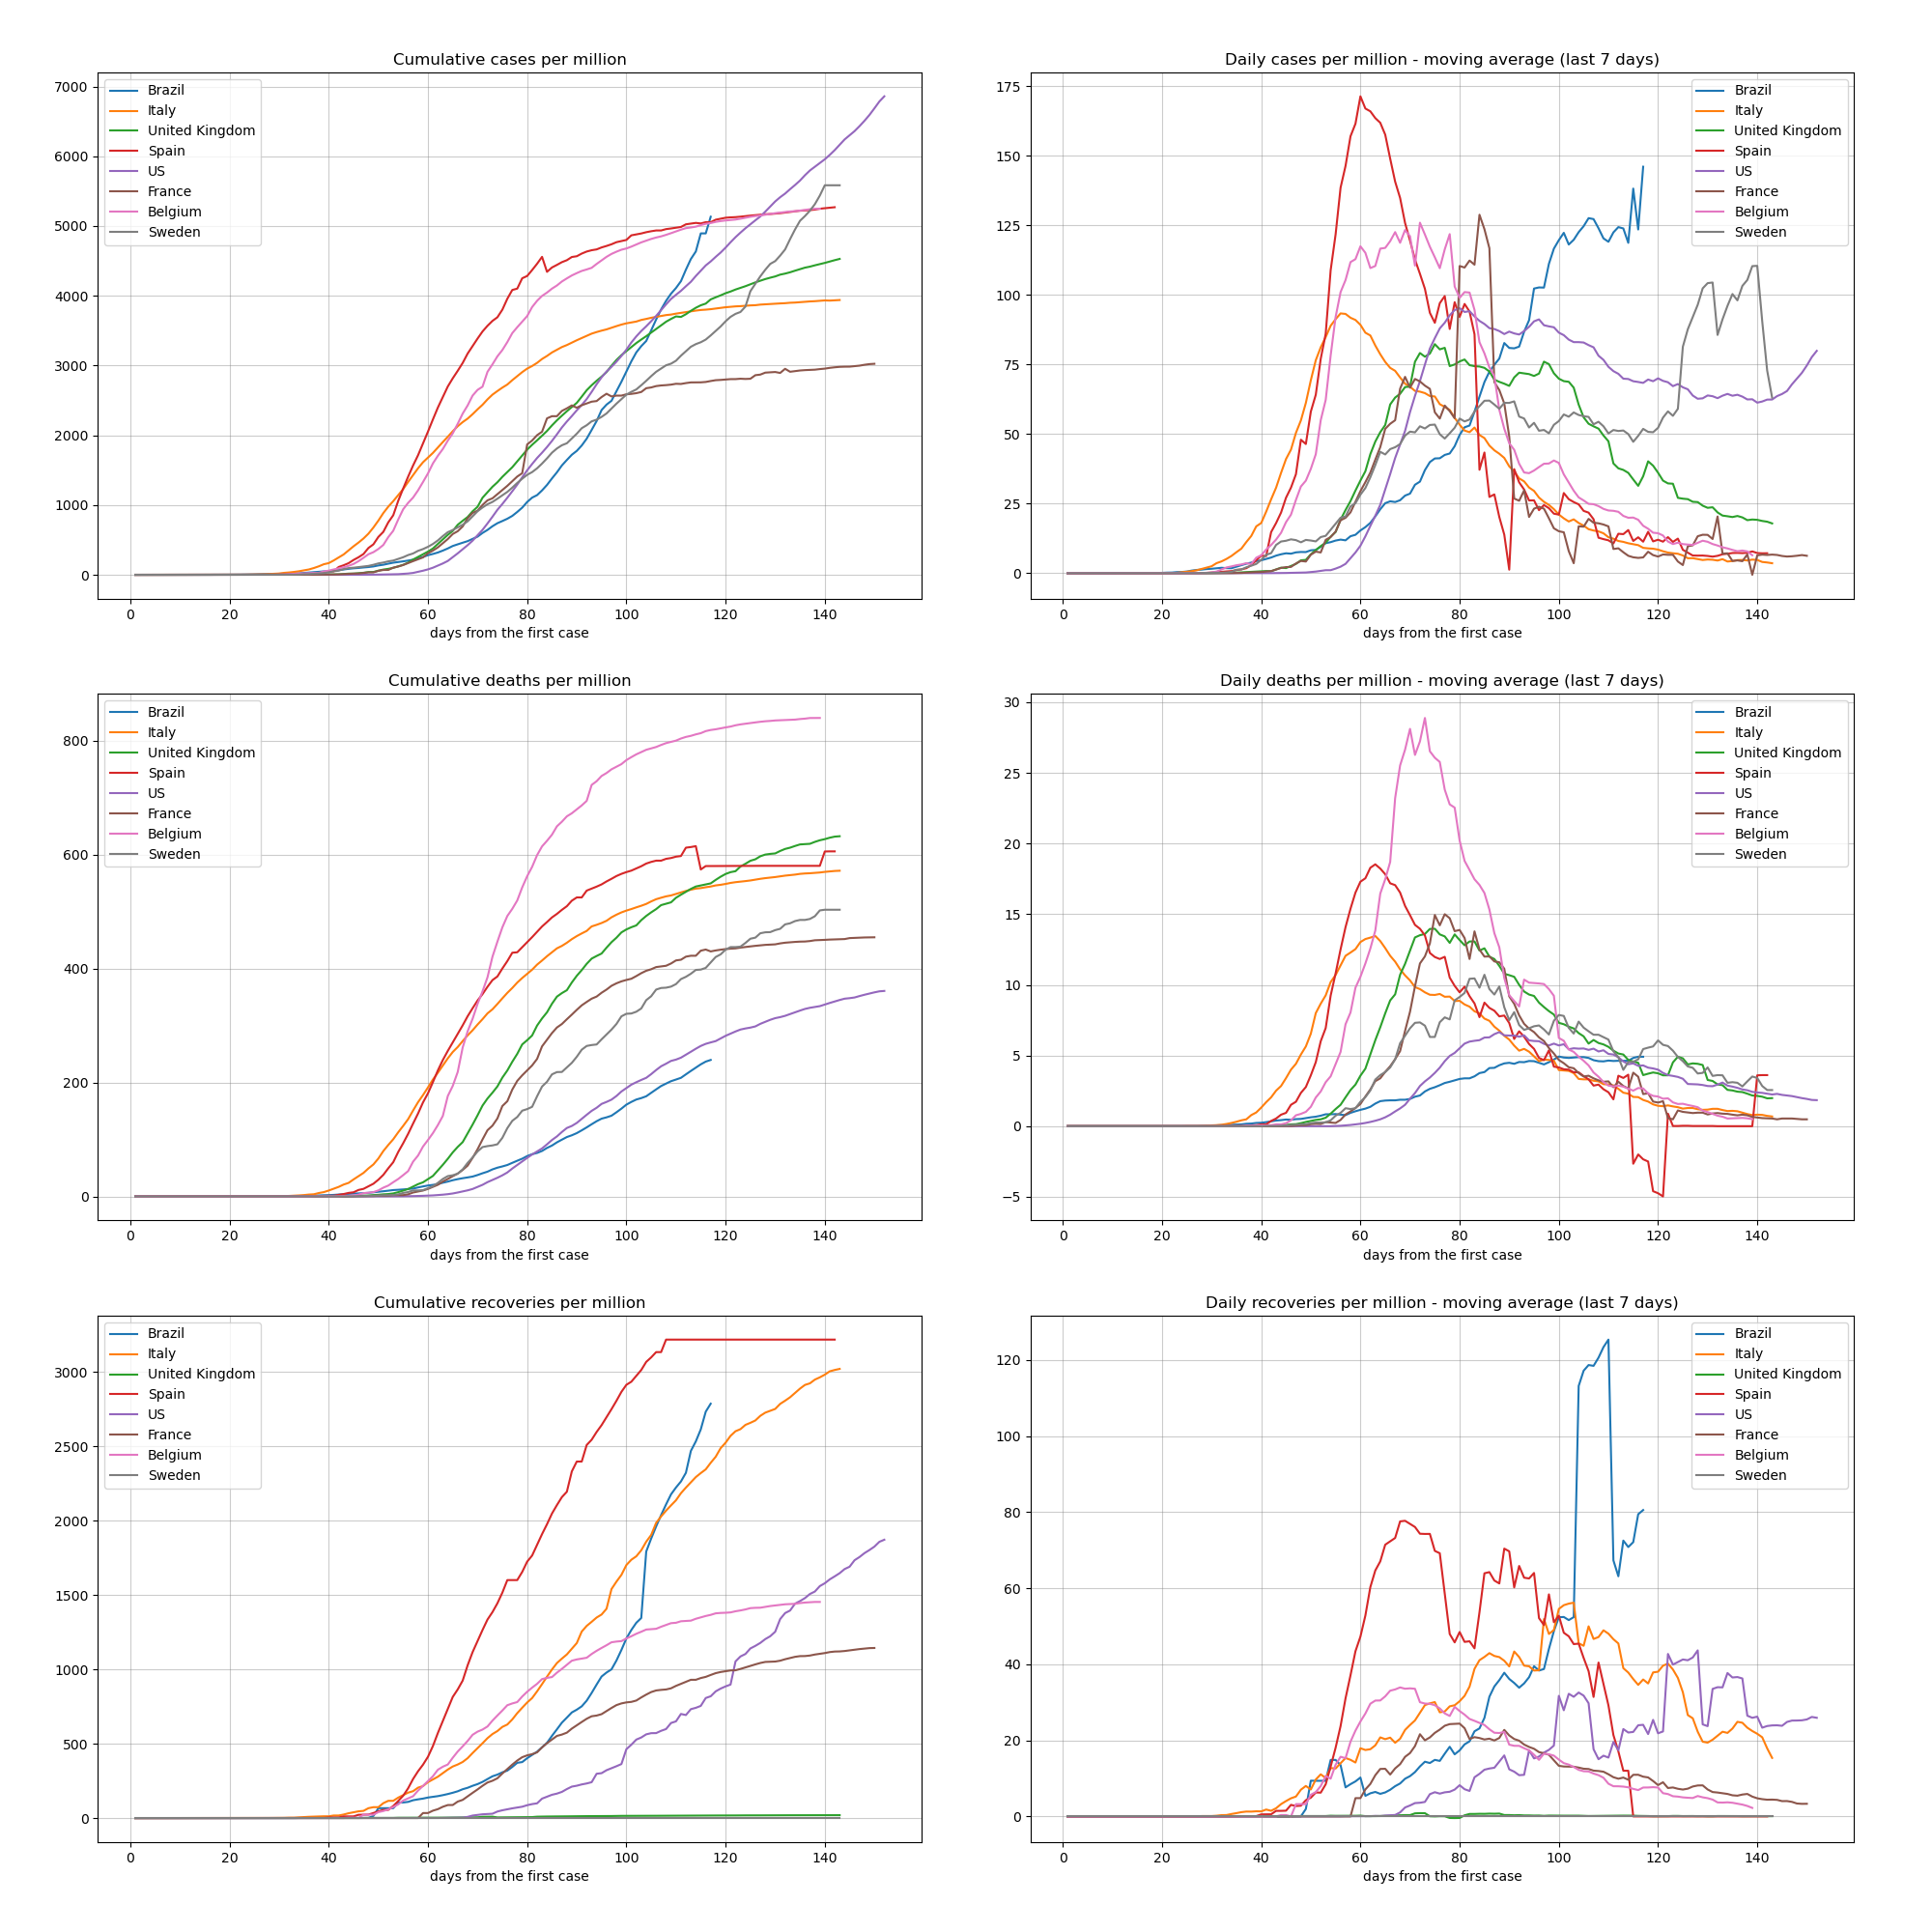 Cumulative cases per million
7000
6000
5000
4000
3000
2000
1000
0
Brazil
Italy
United Kingdom
Spain
US
France
Belgium
Sweden
0 20 40 60 80 100 120 140
days from the first case
Daily cases per million - moving average (last 7 days)
175
150
125
100
75
50
25
0
Brazil
Italy
United Kingdom
Spain
US
France
Belgium
Sweden
0 20 40 60 80 100 120 140
days from the first case
Cumulative deaths per million
800
600
400
200
0
Brazil
Italy
United Kingdom
Spain
US
France
Belgium
Sweden
0 20 40 60 80 100 120 140
days from the first case
Daily deaths per million - moving average (last 7 days)
30
25
20
15
10
5
0
−5
Brazil
Italy
United Kingdom
Spain
US
France
Belgium
Sweden
0 20 40 60 80 100 120 140
days from the first case
Cumulative recoveries per million
3000
2500
2000
1500
1000
500
0
Brazil
Italy
United Kingdom
Spain
US
France
Belgium
Sweden
0 20 40 60 80 100 120 140
days from the first case
Daily recoveries per million - moving average (last 7 days)
120
100
80
60
40
20
0
Brazil
Italy
United Kingdom
Spain
US
France
Belgium
Sweden
0 20 40 60 80 100 120 140
days from the first case